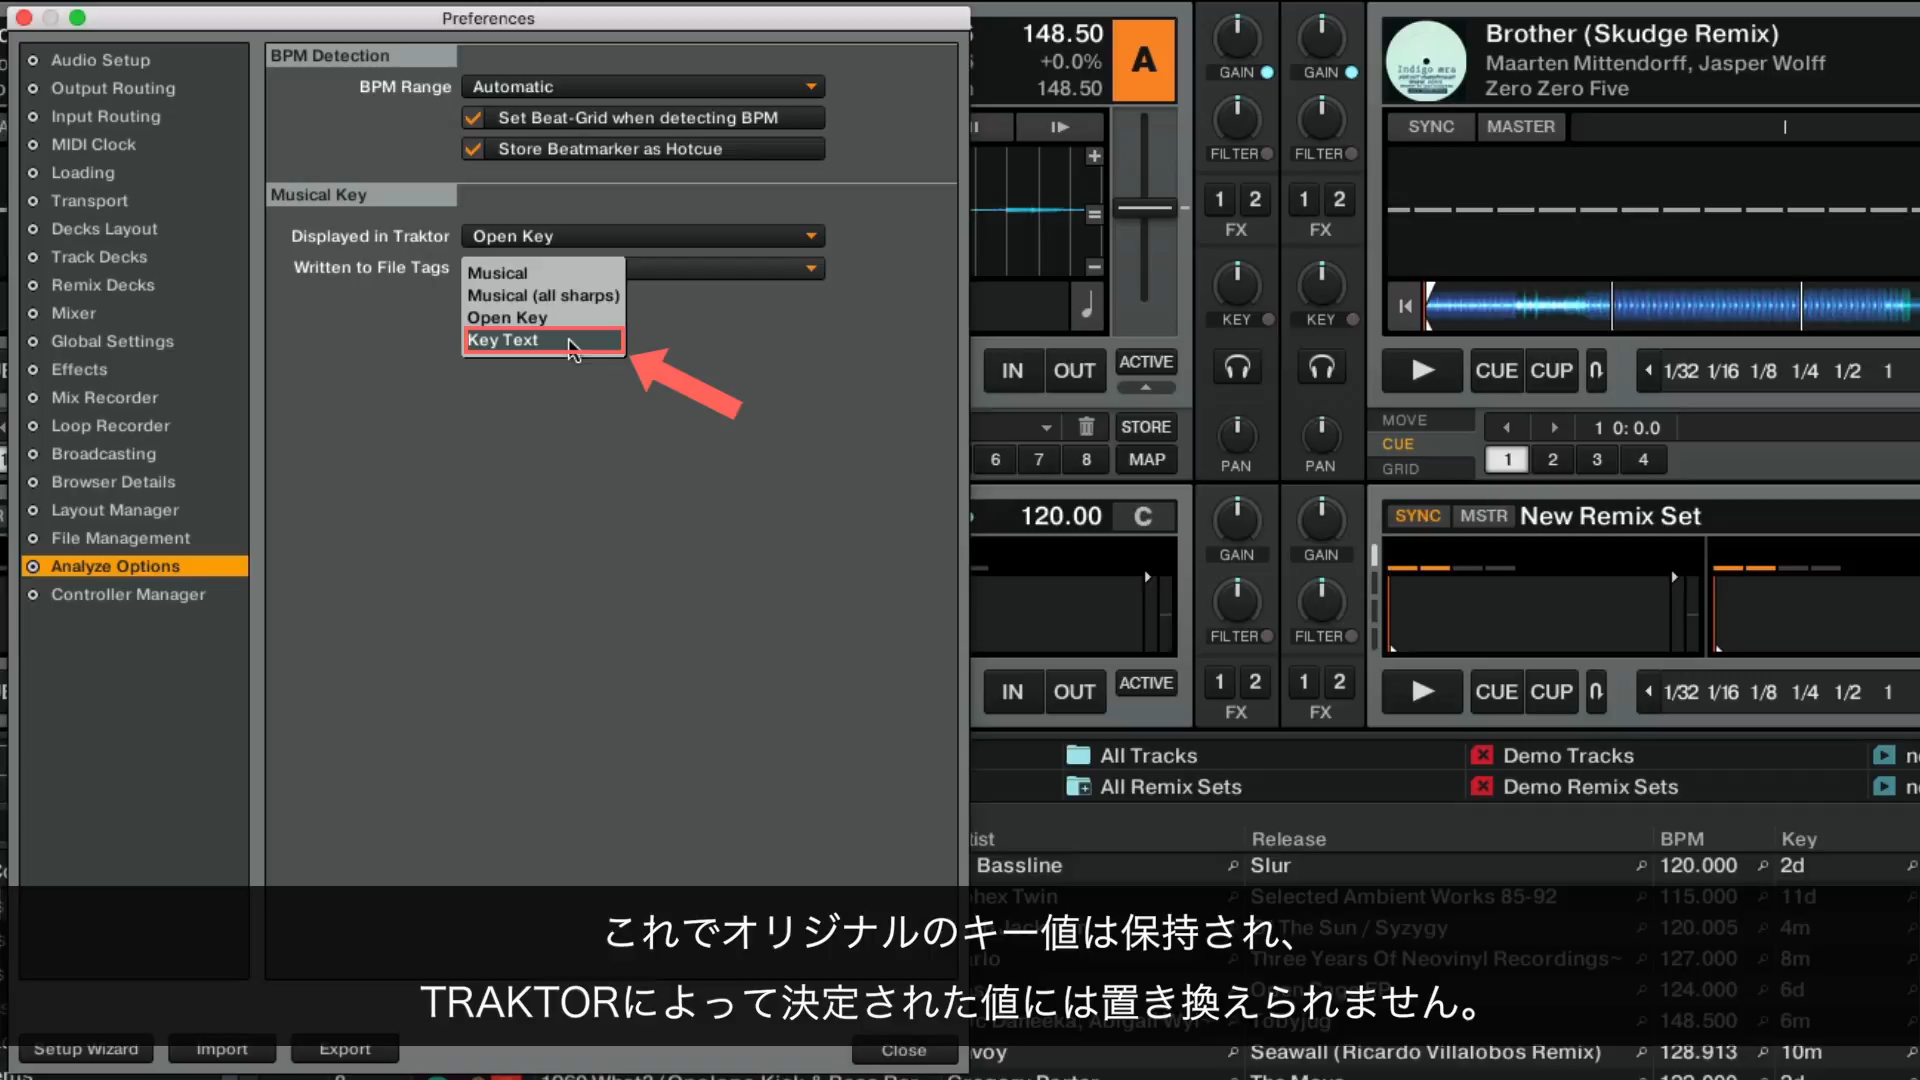 Preferences
Audio Setup
Output Routing
Input Routing
MIDI Clock
Loading
Transport
Decks Layout
Track Decks
Remix Decks
Mixer
Global Settings
Effects
Mix Recorder
Loop Recorder
Broadcasting
Browser Details
Layout Manager
File Management
Analyze Options
Controller Manager
BPM Detection
BPM Range Automatic
Set Beat-Grid when detecting BPM
Store Beatmarker as Hotcue
Musical Key
Displayed in Traktor Open Key
Written to File Tags
Musical
Musical (all sharps)
Open Key
Key Text
Setup Wizard Import Export Close
148.50
+0.0%
148.50
A
GAIN GAIN
FILTER FILTER
1 2 1 2
FX FX
KEY KEY
PAN PAN
IN OUT ACTIVE
STORE
6 7 8 MAP
Brother (Skudge Remix)
Maarten Mittendorff, Jasper Wolff
Zero Zero Five
SYNC MASTER
CUE CUP 1/32 1/16 1/8 1/4 1/2 1
MOVE
CUE
GRID
1 0:0.0
1 2 3 4
120.00 C
GAIN GAIN
FILTER FILTER
1 2 1 2
FX FX
IN OUT ACTIVE
SYNC MSTR New Remix Set
CUE CUP 1/32 1/16 1/8 1/4 1/2 1
All Tracks Demo Tracks
All Remix Sets Demo Remix Sets
Release BPM Key
Bassline Slur 120.000 2d
Selected Ambient Works 85-92 115.000 11d
The Sun / Syzygy 120.005 4m
Three Years Of Neovinyl Recordings~ 127.000 8m
124.000 6d
148.500 6m
Seawall (Ricardo Villalobos Remix) 128.913 10m
これでオリジナルのキー値は保持され、
TRAKTORによって決定された値には置き換えられません。